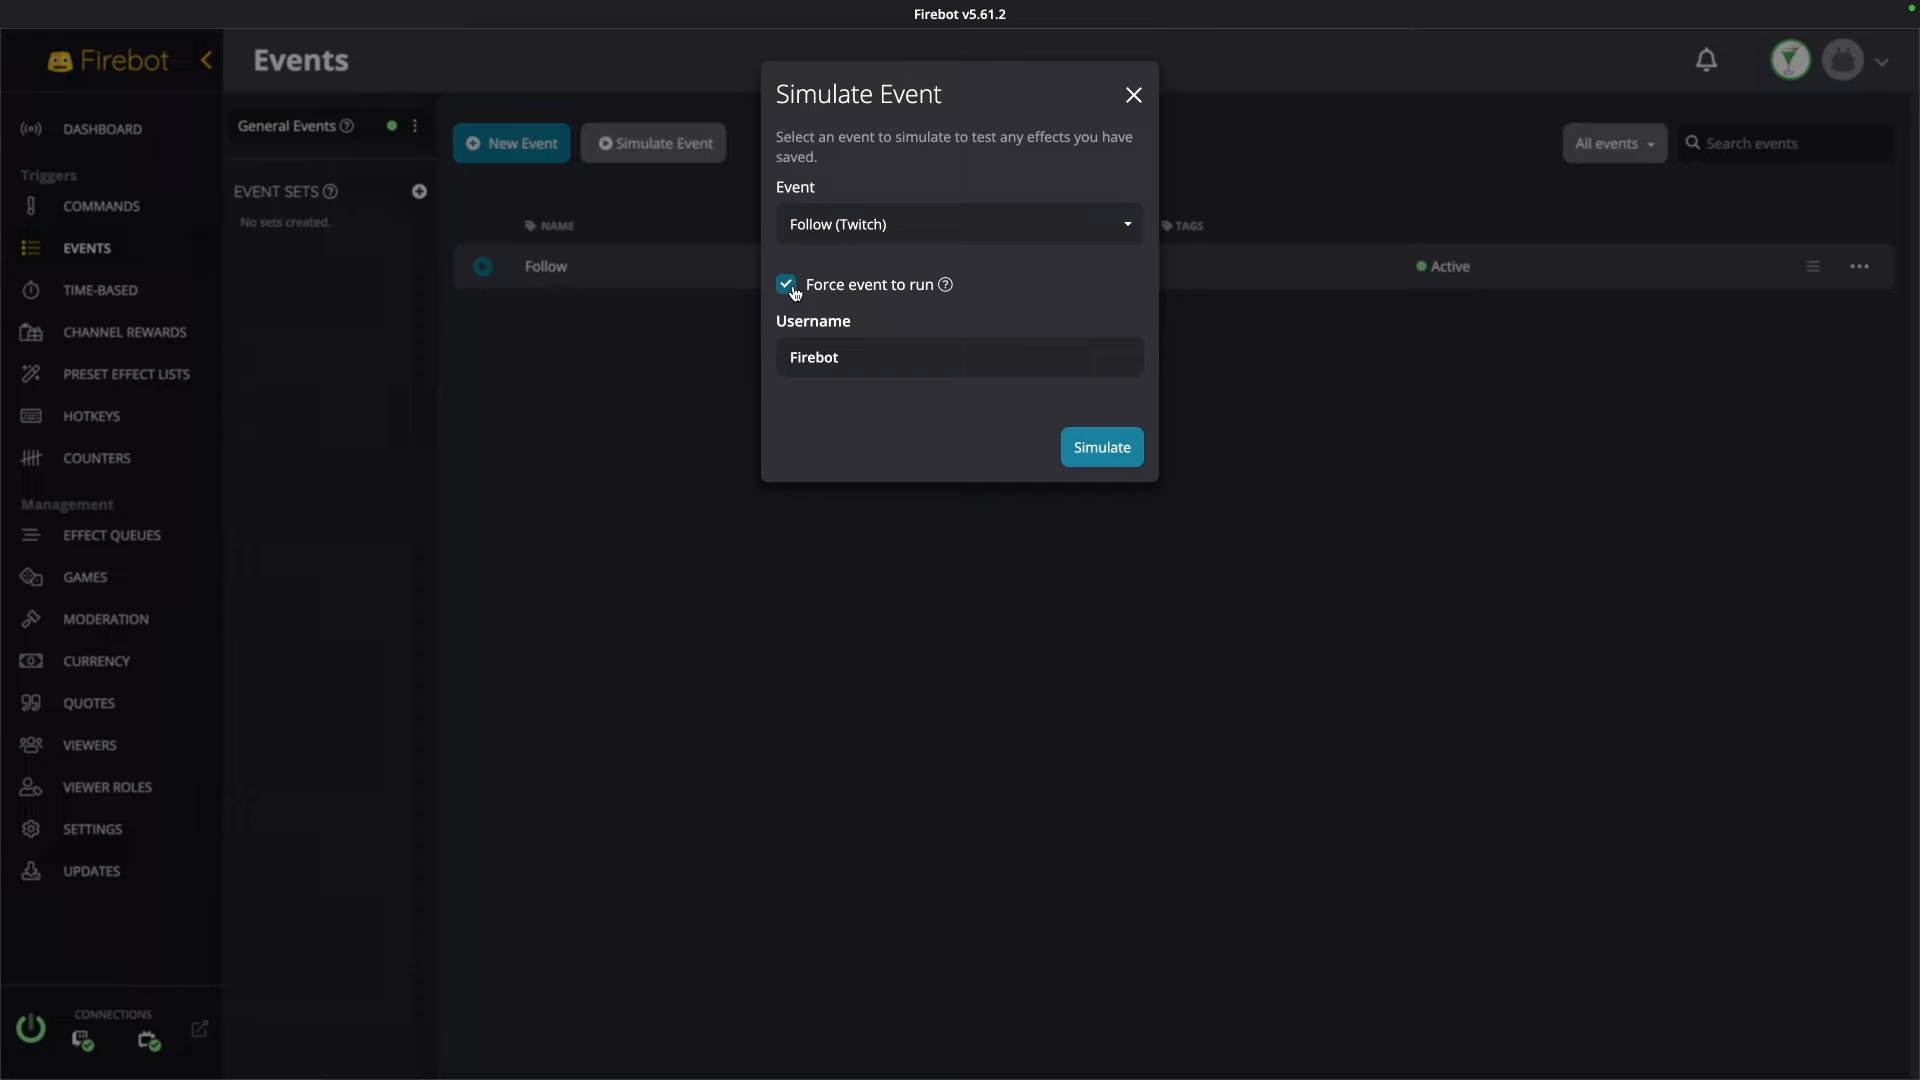 Firebot v5.61.2
Firebot
Events
DASHBOARD
Triggers
COMMANDS
EVENTS
TIME-BASED
CHANNEL REWARDS
PRESET EFFECT LISTS
HOTKEYS
COUNTERS
Management
EFFECT QUEUES
GAMES
MODERATION
CURRENCY
QUOTES
VIEWERS
VIEWER ROLES
SETTINGS
UPDATES
CONNECTIONS
General Events
EVENT SETS
No sets created.
New Event
Simulate Event
All events
Search events
NAME
TAGS
Follow
Active
Simulate Event
Select an event to simulate to test any effects you have
saved.
Event
Follow (Twitch)
Force event to run
Username
Firebot
Simulate